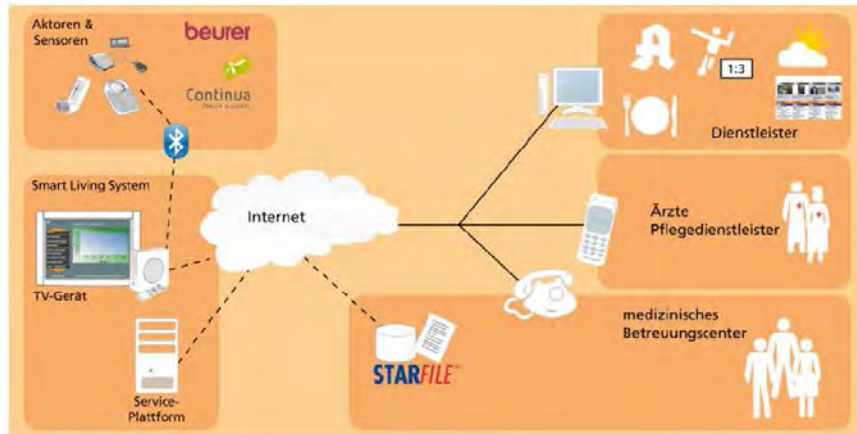 Aktoren &
Sensoren
beurer
Continua
Smart Living System
TV-Gerät
Service-
Plattform
Internet
STARFILE™
1:3
Dienstleister
Ärzte
Pflegedienstleister
medizinisches
Betreuungscenter